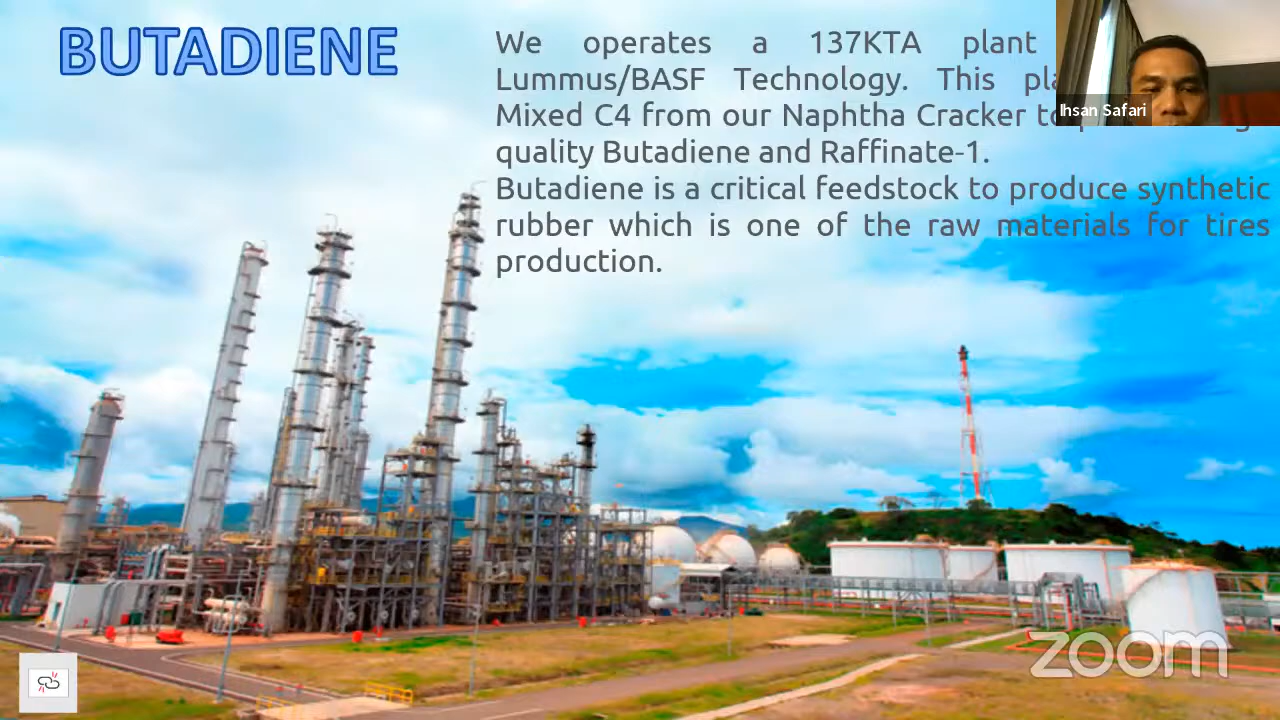 BUTADIENE
We operates a 137KTA plant
Lummus/BASF Technology. This
Mixed C4 from our Naphtha Cracker
quality Butadiene and Raffinate-1.
Butadiene is a critical feedstock to produce synthetic
rubber which is one of the raw materials for tires
production.
Ihsan Safari
zoom